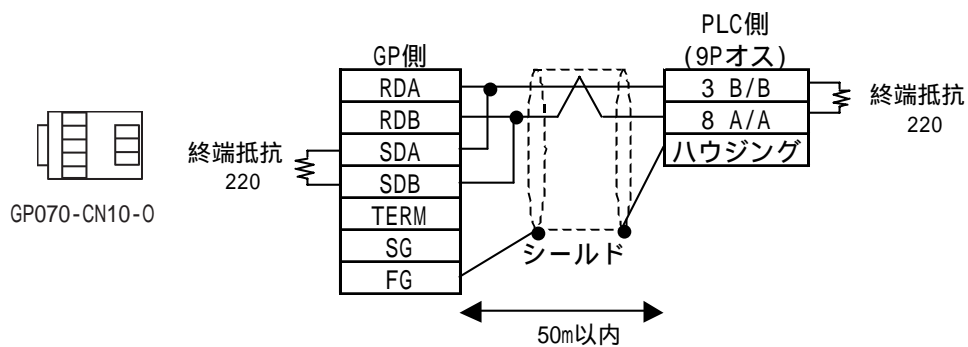 PLC側
GP側
(9Pオス)
RDA
3 B/B
終端抵抗
220
RDB
8 A/A
終端抵抗
220
SDA
ハウジング
SDB
GP070-CN10-O
TERM
SG
シールド
FG
50m以内